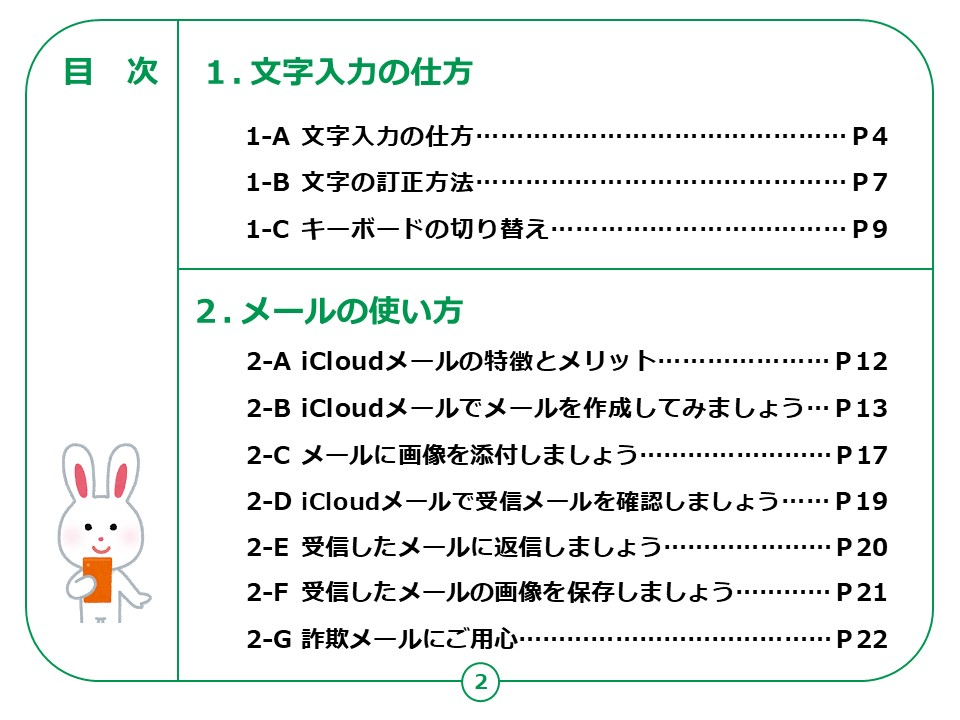 目　次
１. 文字入力の仕方
1-A 文字入力の仕方……………………………………… P4
1-B 文字の訂正方法……………………………………… P7
1-C キーボードの切り替え……………………………… P9
２. メールの使い方
2-A iCloudメールの特徴とメリット………………… P12
2-B iCloudメールでメールを作成してみましょう… P13
2-C メールに画像を添付しましょう…………………… P17
2-D iCloudメールで受信メールを確認しましょう…… P19
2-E 受信したメールに返信しましょう………………… P20
2-F 受信したメールの画像を保存しましょう………… P21
2-G 詐欺メールにご用心………………………………… P22
2